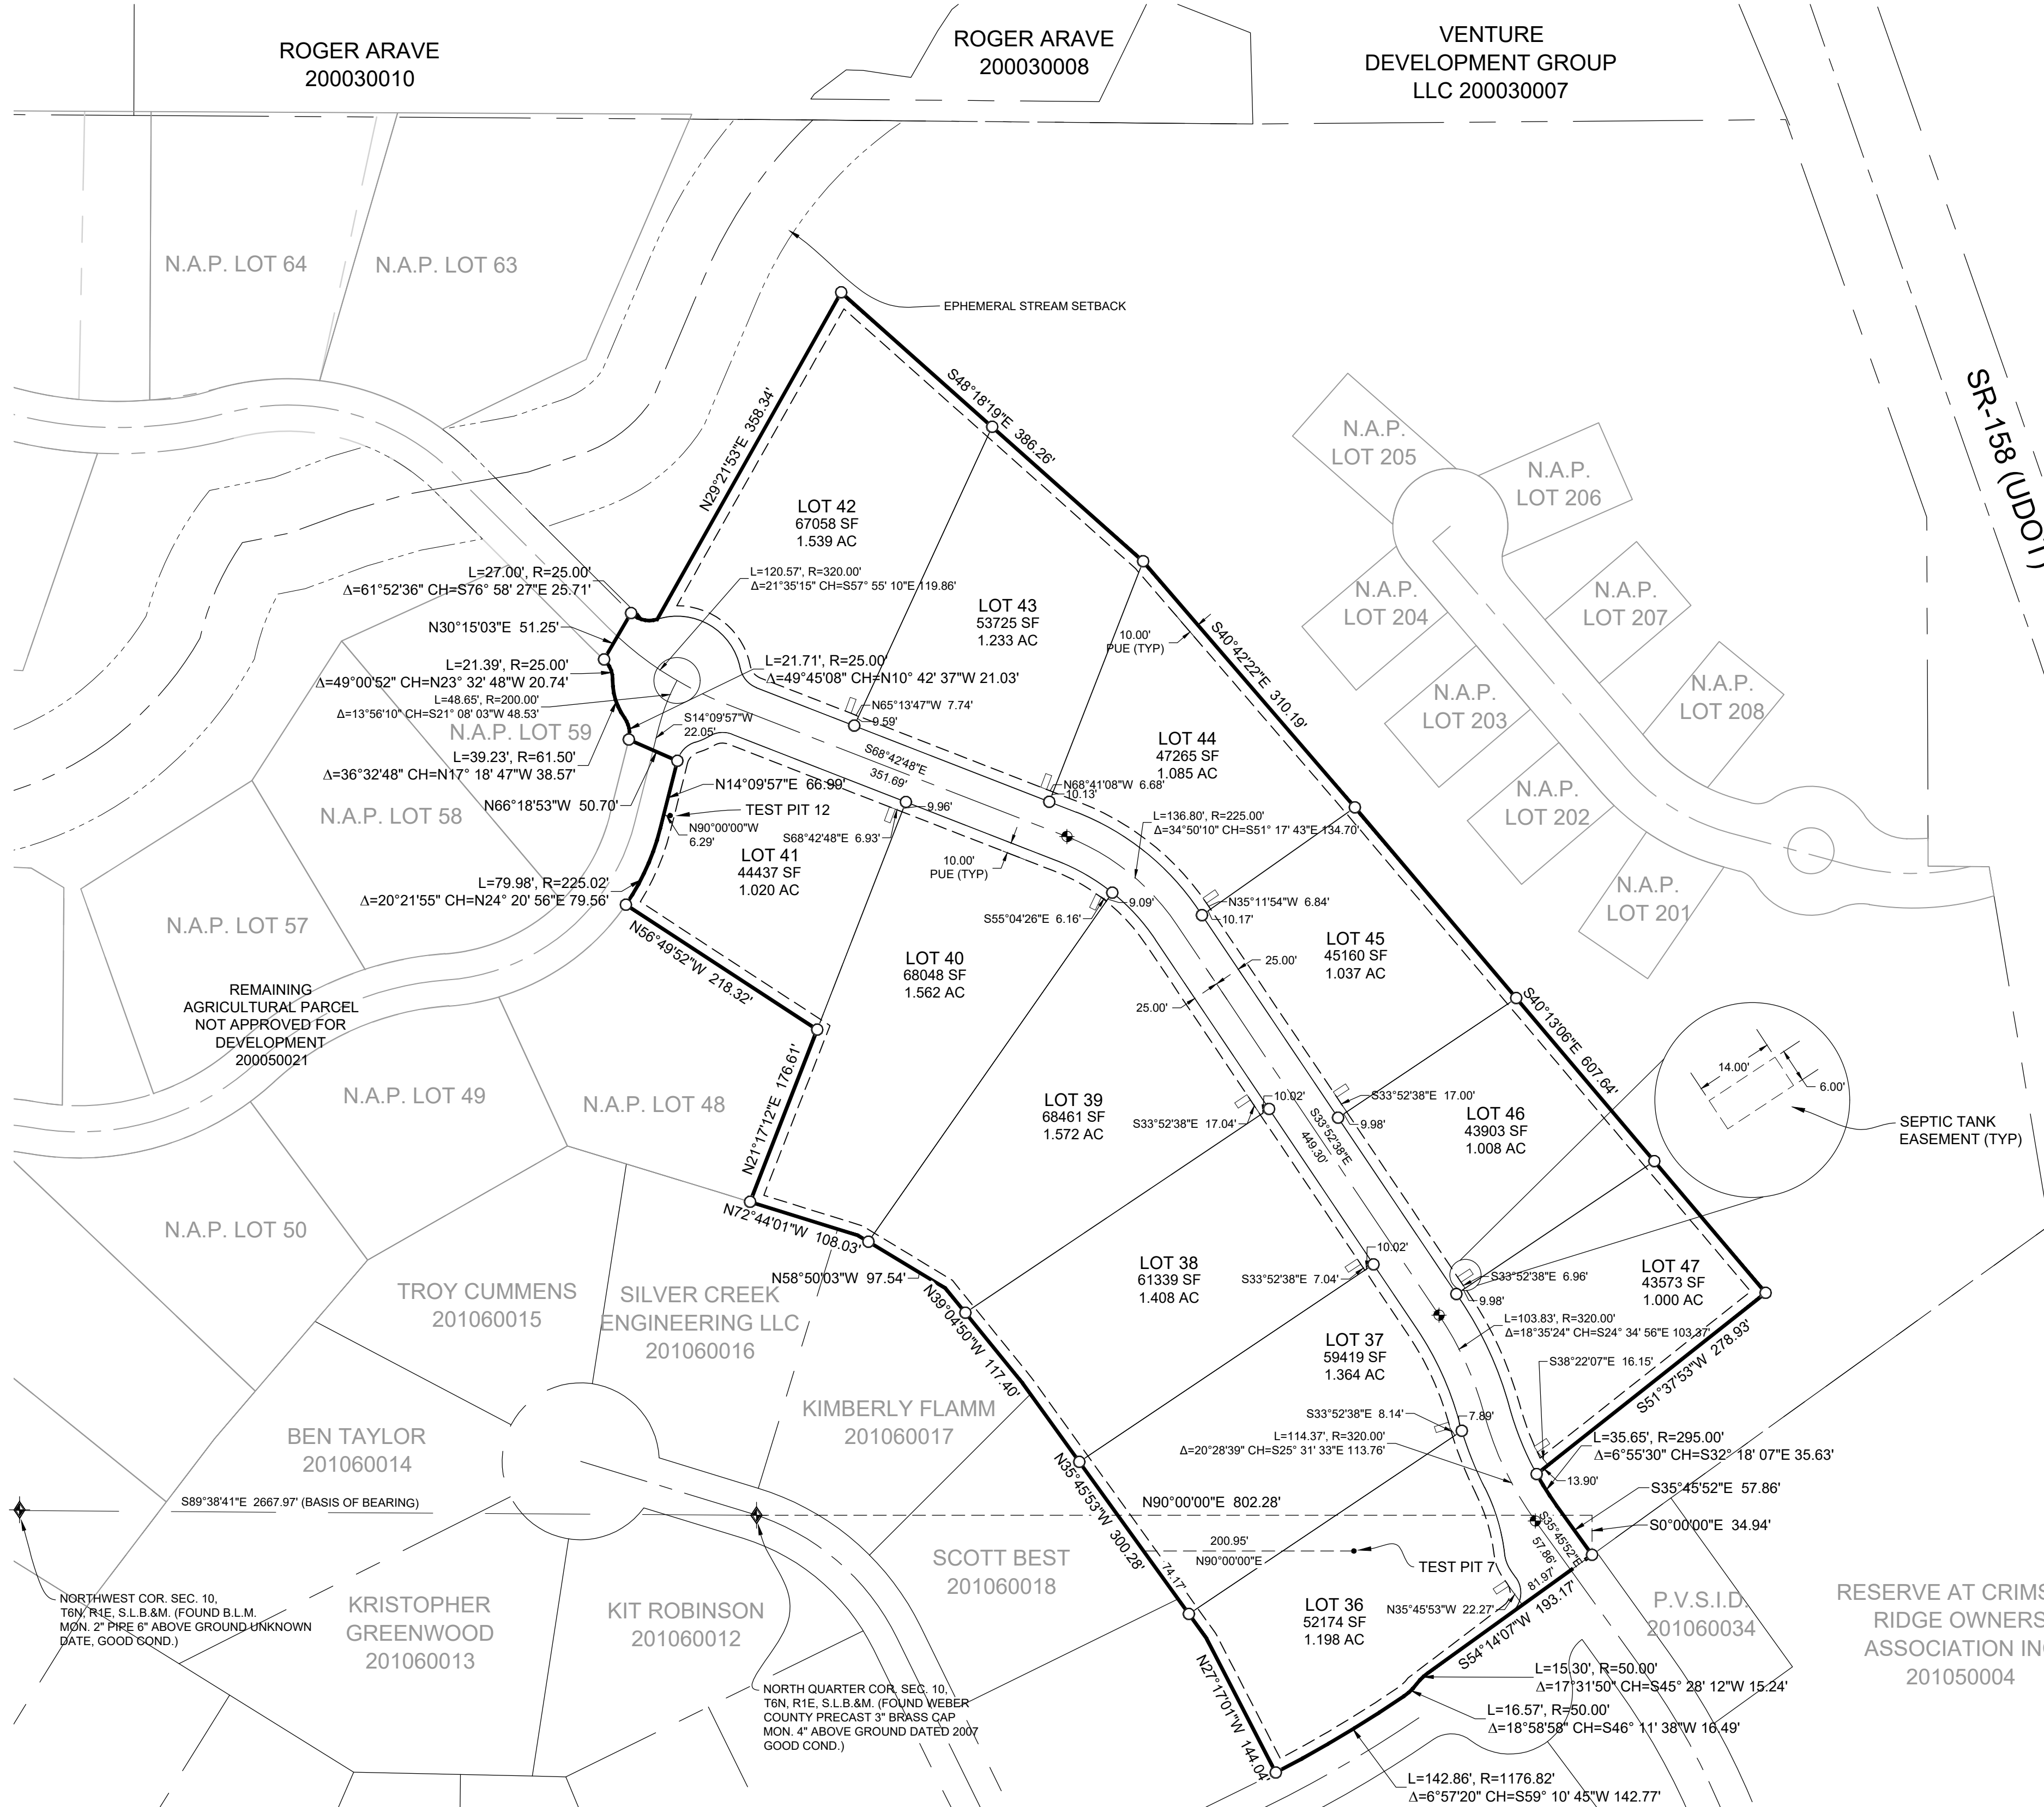 ROGER ARAVE
200030010
ROGER ARAVE
200030008
VENTURE
DEVELOPMENT GROUP
LLC 200030007
SR-158 (UDOT)
N.A.P. LOT 64
N.A.P. LOT 63
EPHEMERAL STREAM SETBACK
N29°21'53"E 358.34'
S48°18'19"E 386.26'
LOT 42
67058 SF
1.539 AC
N.A.P.
LOT 205
N.A.P.
LOT 206
L=27.00', R=25.00'
Δ=61°52'36" CH=S76° 58' 27"E 25.71'
L=120.57', R=320.00'
Δ=21°35'15" CH=S57° 55' 10"E 119.86'
N30°15'03"E 51.25'
LOT 43
53725 SF
1.233 AC
10.00'
PUE (TYP)
S40°42'22"E 310.19'
N.A.P.
LOT 204
N.A.P.
LOT 207
L=21.39', R=25.00'
Δ=49°00'52" CH=N23° 32' 48"W 20.74'
L=21.71', R=25.00'
Δ=49°45'08" CH=N10° 42' 37"W 21.03'
L=48.65', R=200.00'
Δ=13°56'10" CH=S21° 08' 03"W 48.53'
N65°13'47"W 7.74'
9.59'
S14°09'57"W
22.05'
N.A.P. LOT 59
L=39.23', R=61.50'
Δ=36°32'48" CH=N17° 18' 47"W 38.57'
S68°42'48"E
351.69'
LOT 44
47265 SF
1.085 AC
N.A.P.
LOT 203
N.A.P.
LOT 208
N66°18'53"W 50.70'
N14°09'57"E 66.99'
TEST PIT 12
N90°00'00"W
6.29'
9.96'
S68°42'48"E 6.93'
N68°41'08"W 6.68'
10.13'
L=136.80', R=225.00'
Δ=34°50'10" CH=S51° 17' 43"E 134.70'
N.A.P.
LOT 202
N.A.P. LOT 58
LOT 41
44437 SF
1.020 AC
10.00'
PUE (TYP)
L=79.98', R=225.02'
Δ=20°21'55" CH=N24° 20' 56"E 79.56'
9.09'
S55°04'26"E 6.16'
N35°11'54"W 6.84'
10.17'
N.A.P.
LOT 201
N.A.P. LOT 57
N56°49'52"W 218.32'
LOT 40
68048 SF
1.562 AC
LOT 45
45160 SF
1.037 AC
25.00'
25.00'
REMAINING
AGRICULTURAL PARCEL
NOT APPROVED FOR
DEVELOPMENT
200050021
S40°13'06"E 607.64'
14.00'
6.00'
SEPTIC TANK
EASEMENT (TYP)
N21°17'12"E 176.61'
N.A.P. LOT 49
N.A.P. LOT 48
LOT 39
68461 SF
1.572 AC
10.02'
S33°52'38"E 17.04'
S33°52'38"E
449.30'
S33°52'38"E 17.00'
9.98'
LOT 46
43903 SF
1.008 AC
N.A.P. LOT 50
N72°44'01"W 108.03'
N58°50'03"W 97.54'
N39°04'50"W 117.40'
LOT 38
61339 SF
1.408 AC
10.02'
S33°52'38"E 7.04'
S33°52'38"E 6.96'
9.98'
LOT 47
43573 SF
1.000 AC
TROY CUMMENS
201060015
SILVER CREEK
ENGINEERING LLC
201060016
L=103.83', R=320.00'
Δ=18°35'24" CH=S24° 34' 56"E 103.37'
LOT 37
59419 SF
1.364 AC
S38°22'07"E 16.15'
S51°37'53"W 278.93'
KIMBERLY FLAMM
201060017
S33°52'38"E 8.14'
7.89'
BEN TAYLOR
201060014
L=114.37', R=320.00'
Δ=20°28'39" CH=S25° 31' 33"E 113.76'
L=35.65', R=295.00'
Δ=6°55'30" CH=S32° 18' 07"E 35.63'
13.90'
N35°45'53"W 300.28'
S35°45'52"E 57.86'
S89°38'41"E 2667.97' (BASIS OF BEARING)
N90°00'00"E 802.28'
S0°00'00"E 34.94'
200.95'
N90°00'00"E
TEST PIT 7
74.17'
S35°45'52"E
57.86'
81.97'
SCOTT BEST
201060018
NORTHWEST COR. SEC. 10,
T6N, R1E, S.L.B.&M. (FOUND B.L.M.
MON. 2" PIPE 6" ABOVE GROUND UNKNOWN
DATE, GOOD COND.)
KRISTOPHER
GREENWOOD
201060013
KIT ROBINSON
201060012
LOT 36
52174 SF
1.198 AC
N35°45'53"W 22.27'
S54°14'07"W 193.17'
P.V.S.I.D.
201060034
RESERVE AT CRIMS
RIDGE OWNERS
ASSOCIATION IN
201050004
N27°17'01"W 144.04'
NORTH QUARTER COR. SEC. 10,
T6N, R1E, S.L.B.&M. (FOUND WEBER
COUNTY PRECAST 3" BRASS CAP
MON. 4" ABOVE GROUND DATED 2007
GOOD COND.)
L=15.30', R=50.00'
Δ=17°31'50" CH=S45° 28' 12"W 15.24'
L=16.57', R=50.00'
Δ=18°58'58" CH=S46° 11' 38"W 16.49'
L=142.86', R=1176.82'
Δ=6°57'20" CH=S59° 10' 45"W 142.77'